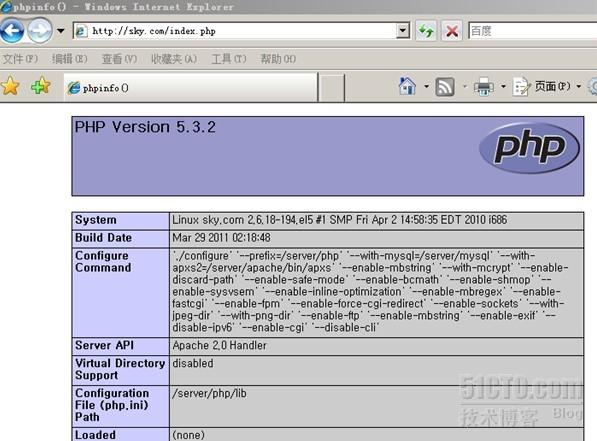 phpinfo() - Windows Internet Explorer
http://sky.com/index.php
百度
文件(F) 编辑(E) 查看(V) 收藏夹(A) 工具(T) 帮助(H)
phpinfo()
页面(P)
PHP Version 5.3.2
php
System Linux sky.com 2.6.18-194.el5 #1 SMP Fri Apr 2 14:58:35 EDT 2010 i686
Build Date Mar 29 2011 02:18:48
Configure './configure' '--prefix=/server/php' '--with-mysql=/server/mysql' '--with-
Command apxs2=/server/apache/bin/apxs' '--enable-mbstring' '--with-mcrypt' '--enable-
discard-path' '--enable-safe-mode' '--enable-bcmath' '--enable-shmop' '--
enable-sysvsem' '--enable-inline-optimization' '--enable-mbregex' '--enable-
fastcgi' '--enable-fpm' '--enable-force-cgi-redirect' '--enable-sockets' '--with-
jpeg-dir' '--with-png-dir' '--enable-ftp' '--enable-mbstring' '--enable-exif' '--
disable-ipv6' '--enable-cgi' '--disable-cli'
Server API Apache 2.0 Handler
Virtual Directory disabled
Support
Configuration /server/php/lib
File (php.ini)
Path
Loaded (none)
51CTO.com
技术博客 Blog